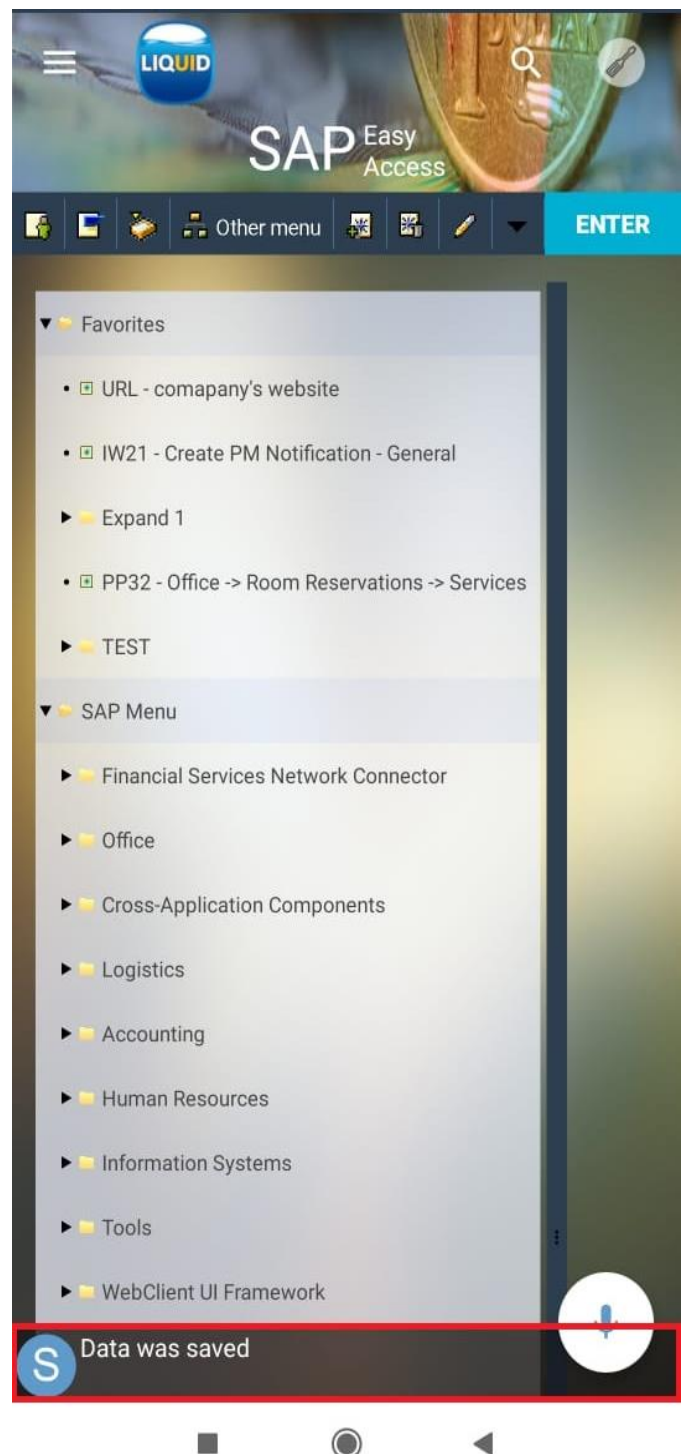 LIQUID
SAP Easy Access
Other menu
ENTER
Favorites
URL - comapany's website
IW21 - Create PM Notification - General
Expand 1
PP32 - Office -> Room Reservations -> Services
TEST
SAP Menu
Financial Services Network Connector
Office
Cross-Application Components
Logistics
Accounting
Human Resources
Information Systems
Tools
WebClient UI Framework
S Data was saved